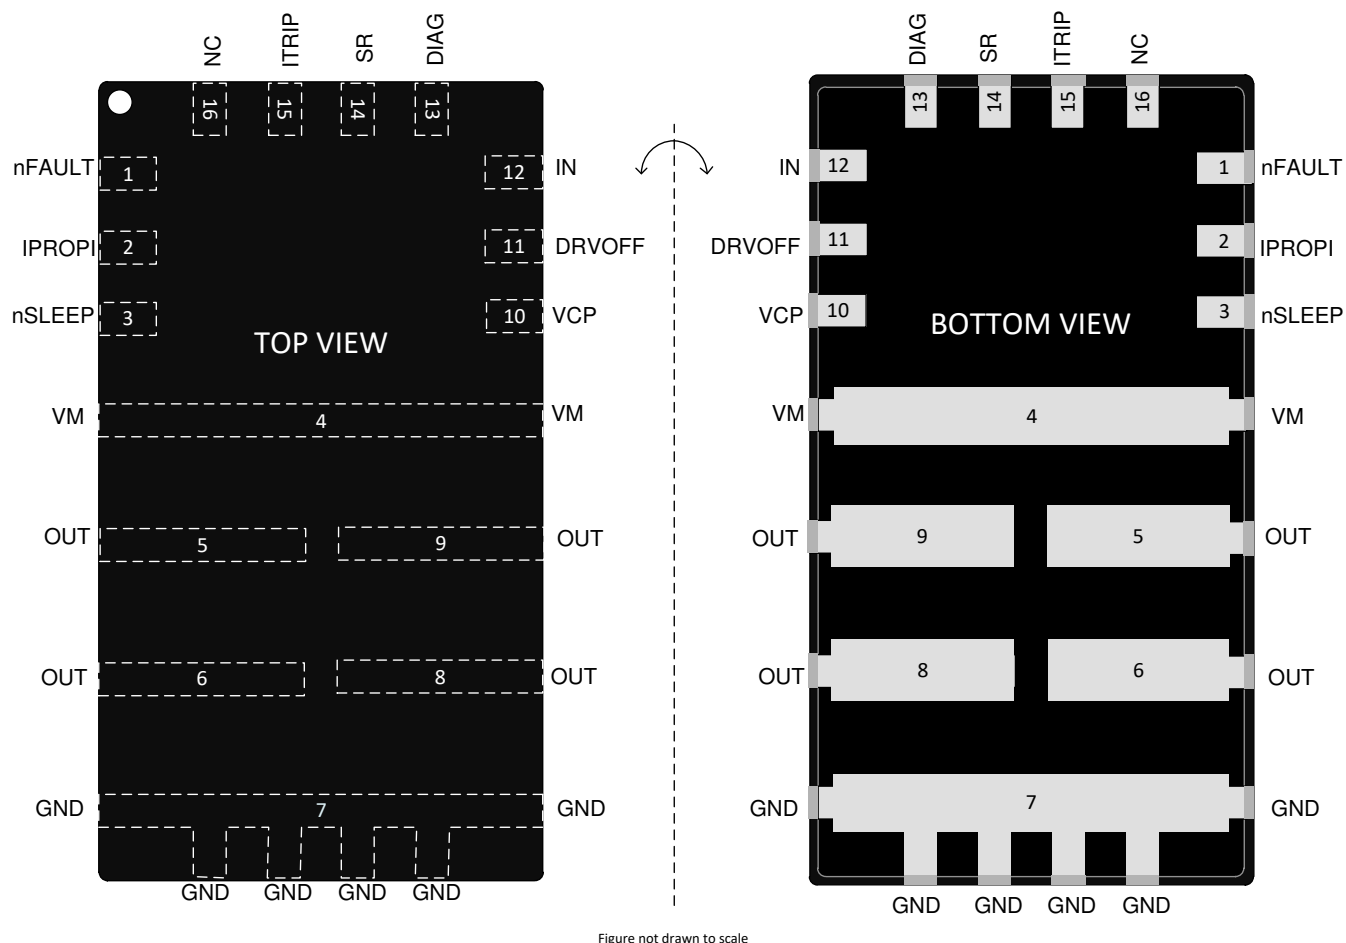 NC ITRIP SR DIAG
16 15 14 13
nFAULT 1 12 IN
IPROPI 2 11 DRVOFF
nSLEEP 3 10 VCP
TOP VIEW
VM 4 VM
OUT 5 9 OUT
OUT 6 8 OUT
GND 7 GND
GND GND GND GND
DIAG SR ITRIP NC
13 14 15 16
IN 12 1 nFAULT
DRVOFF 11 2 IPROPI
VCP 10 3 nSLEEP
BOTTOM VIEW
VM 4 VM
OUT 9 5 OUT
OUT 8 6 OUT
GND 7 GND
GND GND GND GND
Figure not drawn to scale